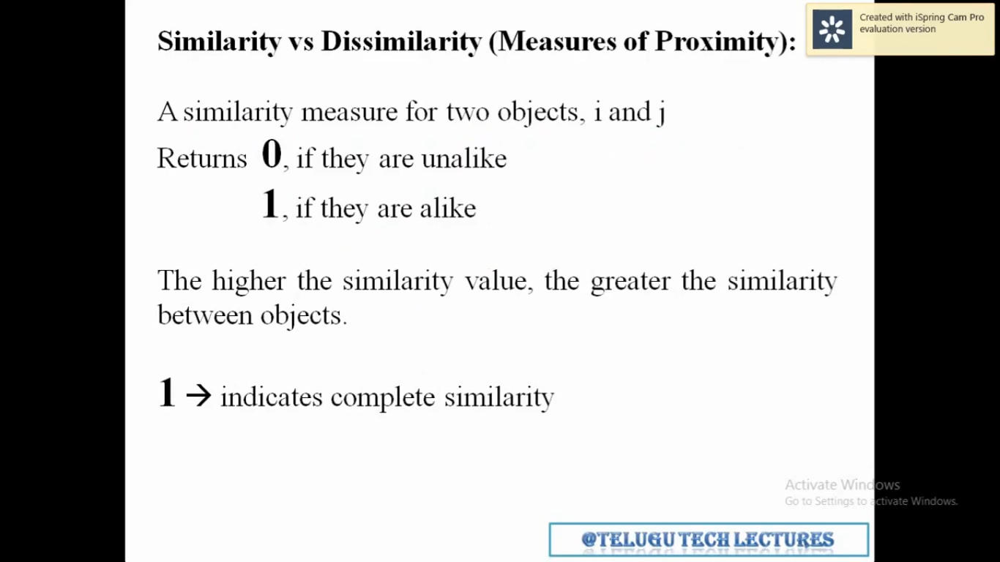 Created with iSpring Cam Pro
evaluation version
Similarity vs Dissimilarity (Measures of Proximity):
A similarity measure for two objects, i and j
Returns 0, if they are unalike
1, if they are alike
The higher the similarity value, the greater the similarity
between objects.
1 → indicates complete similarity
Activate Windows
Go to Settings to activate Windows.
@TELUGU TECH LECTURES